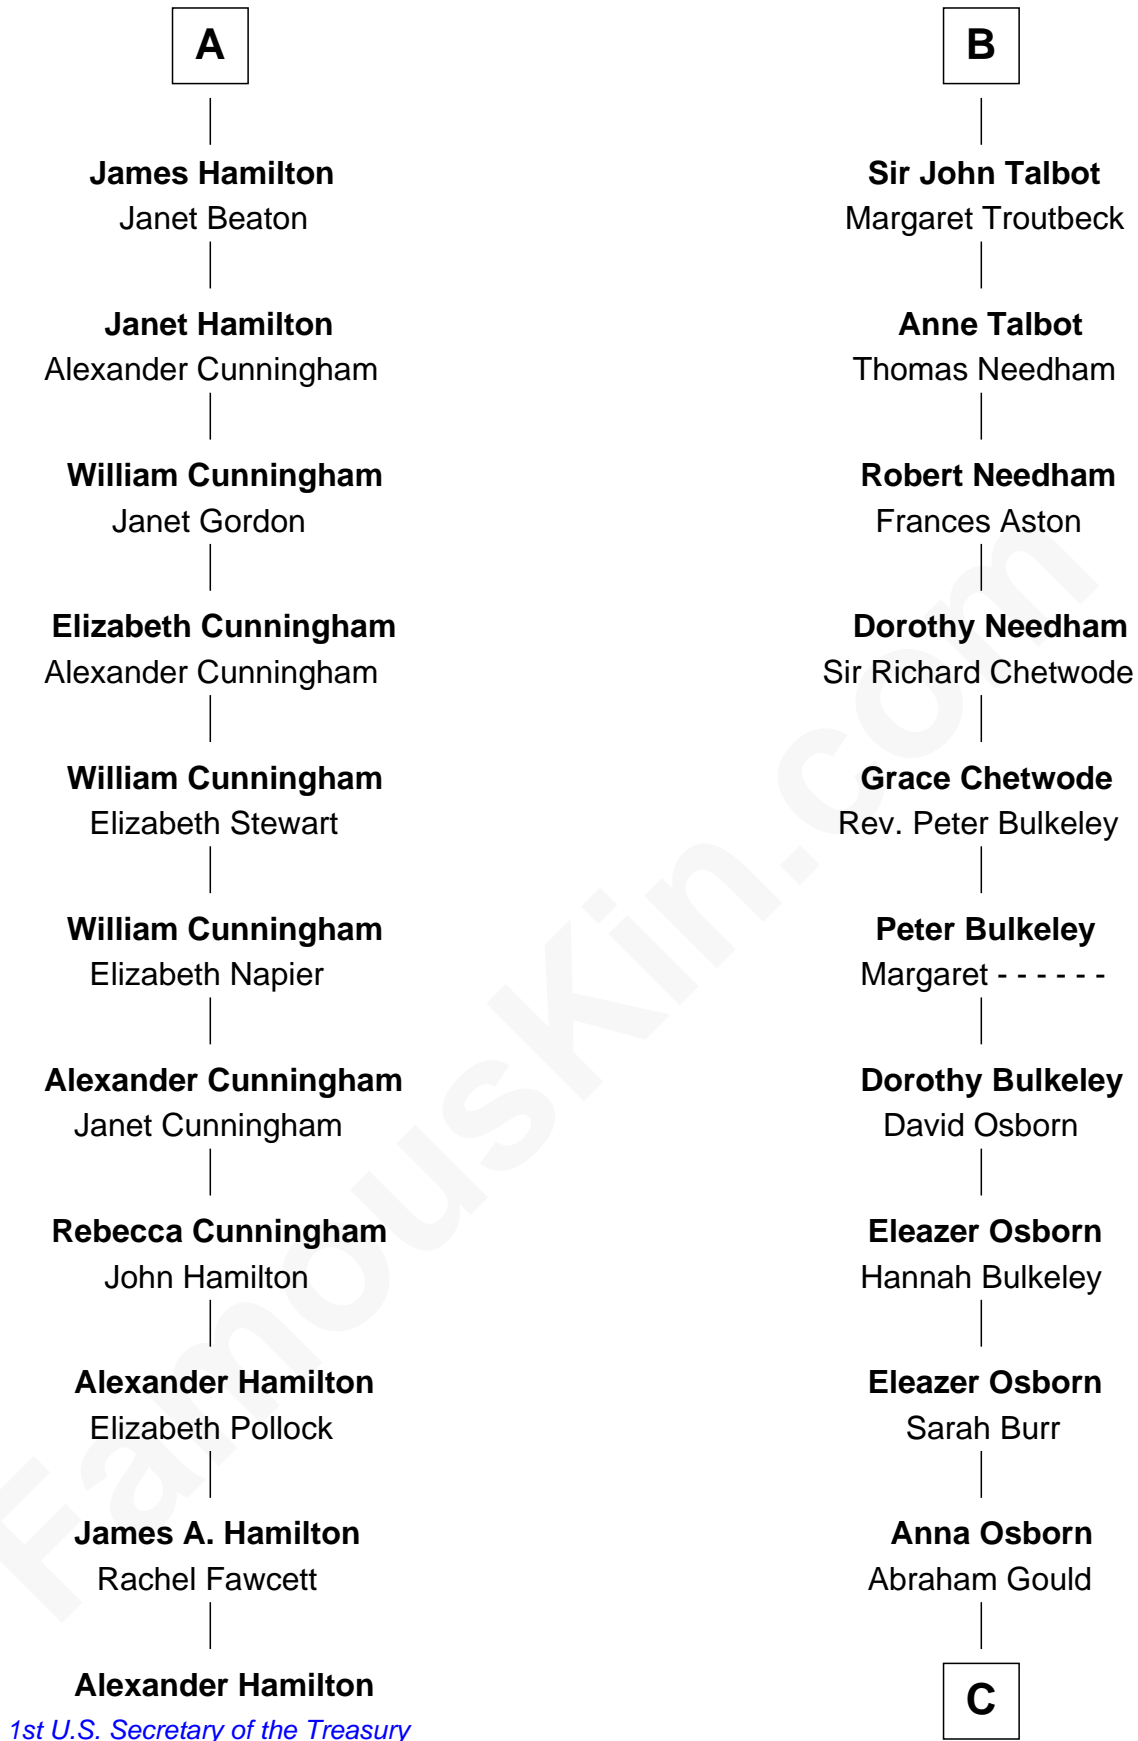 A
James Hamilton
Janet Beaton
Janet Hamilton
Alexander Cunningham
William Cunningham
Janet Gordon
Elizabeth Cunningham
Alexander Cunningham
William Cunningham
Elizabeth Stewart
William Cunningham
Elizabeth Napier
Alexander Cunningham
Janet Cunningham
Rebecca Cunningham
John Hamilton
Alexander Hamilton
Elizabeth Pollock
James A. Hamilton
Rachel Fawcett
Alexander Hamilton
1st U.S. Secretary of the Treasury
B
Sir John Talbot
Margaret Troutbeck
Anne Talbot
Thomas Needham
Robert Needham
Frances Aston
Dorothy Needham
Sir Richard Chetwode
Grace Chetwode
Rev. Peter Bulkeley
Peter Bulkeley
Margaret - - - - - -
Dorothy Bulkeley
David Osborn
Eleazer Osborn
Hannah Bulkeley
Eleazer Osborn
Sarah Burr
Anna Osborn
Abraham Gould
C
FamousKin.com